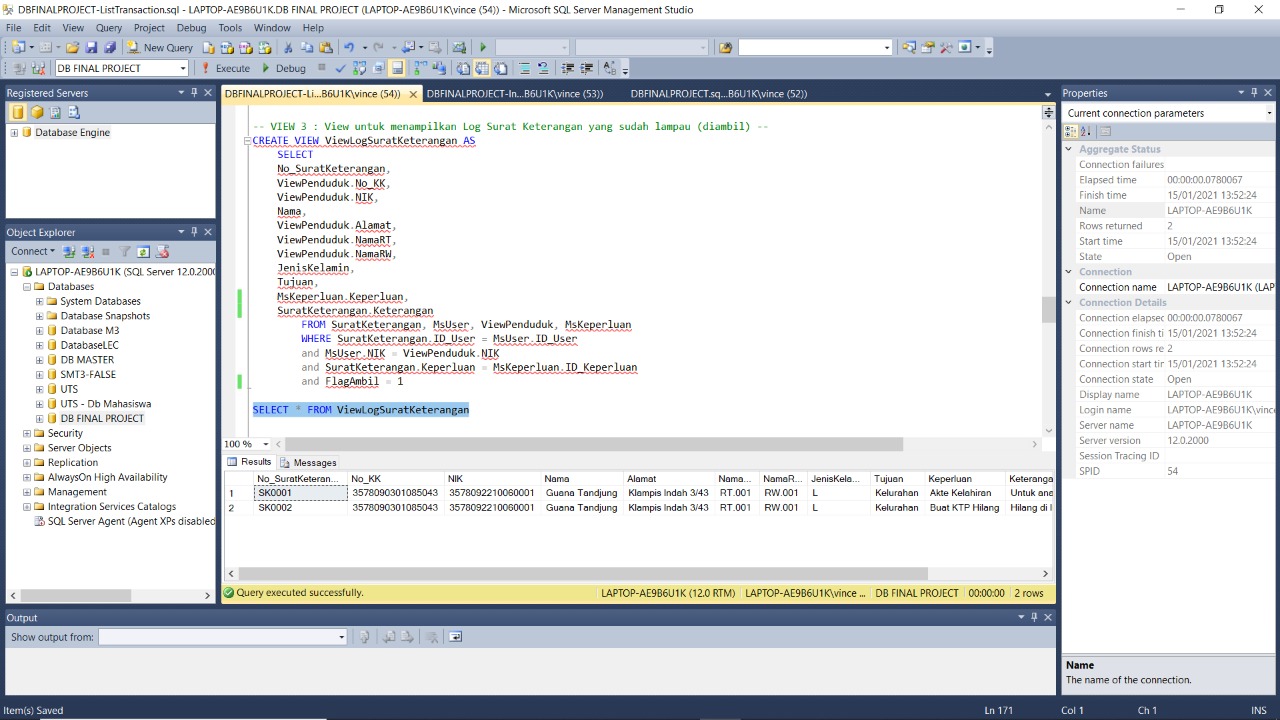 DBFINALPROJECT-ListTransaction.sql - LAPTOP-AE9B6U1K.DB FINAL PROJECT (LAPTOP-AE9B6U1K\vince (54)) - Microsoft SQL Server Management Studio
File Edit View Query Project Debug Tools Window Help
New Query
DB FINAL PROJECT Execute Debug
Registered Servers
Database Engine
Object Explorer
Connect
LAPTOP-AE9B6U1K (SQL Server 12.0.2000
Databases
System Databases
Database Snapshots
Database M3
DatabaseLEC
DB MASTER
SMT3-FALSE
UTS
UTS - Db Mahasiswa
DB FINAL PROJECT
Security
Server Objects
Replication
AlwaysOn High Availability
Management
Integration Services Catalogs
SQL Server Agent (Agent XPs disabled
DBFINALPROJECT-Li...B6U1K\vince (54)) DBFINALPROJECT-In...B6U1K\vince (53)) DBFINALPROJECT.sq...B6U1K\vince (52))
-- VIEW 3 : View untuk menampilkan Log Surat Keterangan yang sudah lampau (diambil) --
CREATE VIEW ViewLogSuratKeterangan AS
SELECT
No_SuratKeterangan,
ViewPenduduk.No_KK,
ViewPenduduk.NIK,
Nama,
ViewPenduduk.Alamat,
ViewPenduduk.NamaRT,
ViewPenduduk.NamaRW,
JenisKelamin,
Tujuan,
MsKeperluan.Keperluan,
SuratKeterangan.Keterangan
FROM SuratKeterangan, MsUser, ViewPenduduk, MsKeperluan
WHERE SuratKeterangan.ID_User = MsUser.ID_User
and MsUser.NIK = ViewPenduduk.NIK
and SuratKeterangan.Keperluan = MsKeperluan.ID_Keperluan
and FlagAmbil = 1
SELECT * FROM ViewLogSuratKeterangan
100 %
Results Messages
No_SuratKeteran... No_KK NIK Nama Alamat Nama... NamaR... JenisKela... Tujuan Keperluan Keteranga
1 SK0001 3578090301085043 3578092210060001 Guana Tandjung Klampis Indah 3/43 RT.001 RW.001 L Kelurahan Akte Kelahiran Untuk ana
2 SK0002 3578090301085043 3578092210060001 Guana Tandjung Klampis Indah 3/43 RT.001 RW.001 L Kelurahan Buat KTP Hilang Hilang di l
Query executed successfully. LAPTOP-AE9B6U1K (12.0 RTM) LAPTOP-AE9B6U1K\vince ... DB FINAL PROJECT 00:00:00 2 rows
Properties
Current connection parameters
Aggregate Status
Connection failures
Elapsed time 00:00:00.0780067
Finish time 15/01/2021 13:52:24
Name LAPTOP-AE9B6U1K
Rows returned 2
Start time 15/01/2021 13:52:24
State Open
Connection
Connection name LAPTOP-AE9B6U1K (LAP
Connection Details
Connection elapsec 00:00:00.0780067
Connection finish ti 15/01/2021 13:52:24
Connection rows re 2
Connection start tir 15/01/2021 13:52:24
Connection state Open
Display name LAPTOP-AE9B6U1K
Login name LAPTOP-AE9B6U1K\vince
Server name LAPTOP-AE9B6U1K
Server version 12.0.2000
Session Tracing ID
SPID 54
Name
The name of the connection.
Output
Show output from:
Item(s) Saved Ln 171 Col 1 Ch 1 INS